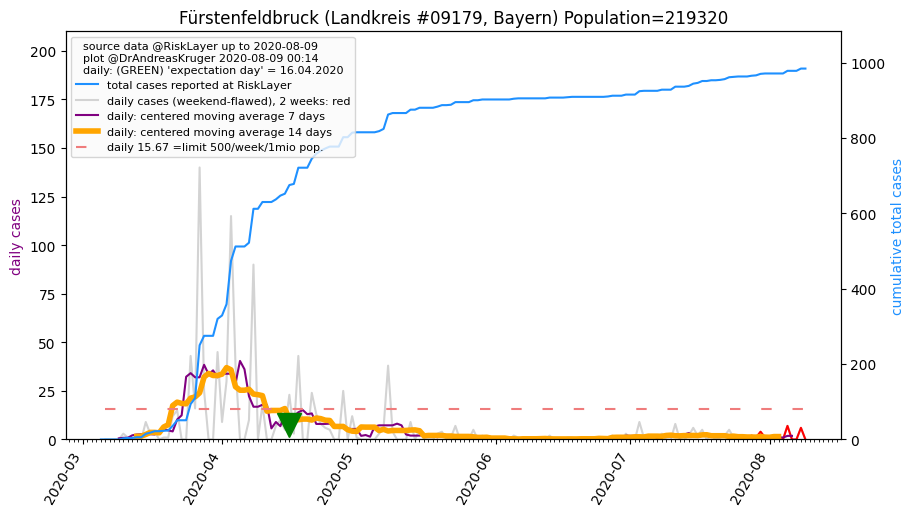 Fürstenfeldbruck (Landkreis #09179, Bayern) Population=219320
source data @RiskLayer up to 2020-08-09
plot @DrAndreasKruger 2020-08-09 00:14
daily: (GREEN) 'expectation day' = 16.04.2020
total cases reported at RiskLayer
daily cases (weekend-flawed), 2 weeks: red
daily: centered moving average 7 days
daily: centered moving average 14 days
daily 15.67 =limit 500/week/1mio pop.
daily cases
200
175
150
125
100
75
50
25
0
1000
800
600
400
200
0
cumulative total cases
2020-03
2020-04
2020-05
2020-06
2020-07
2020-08